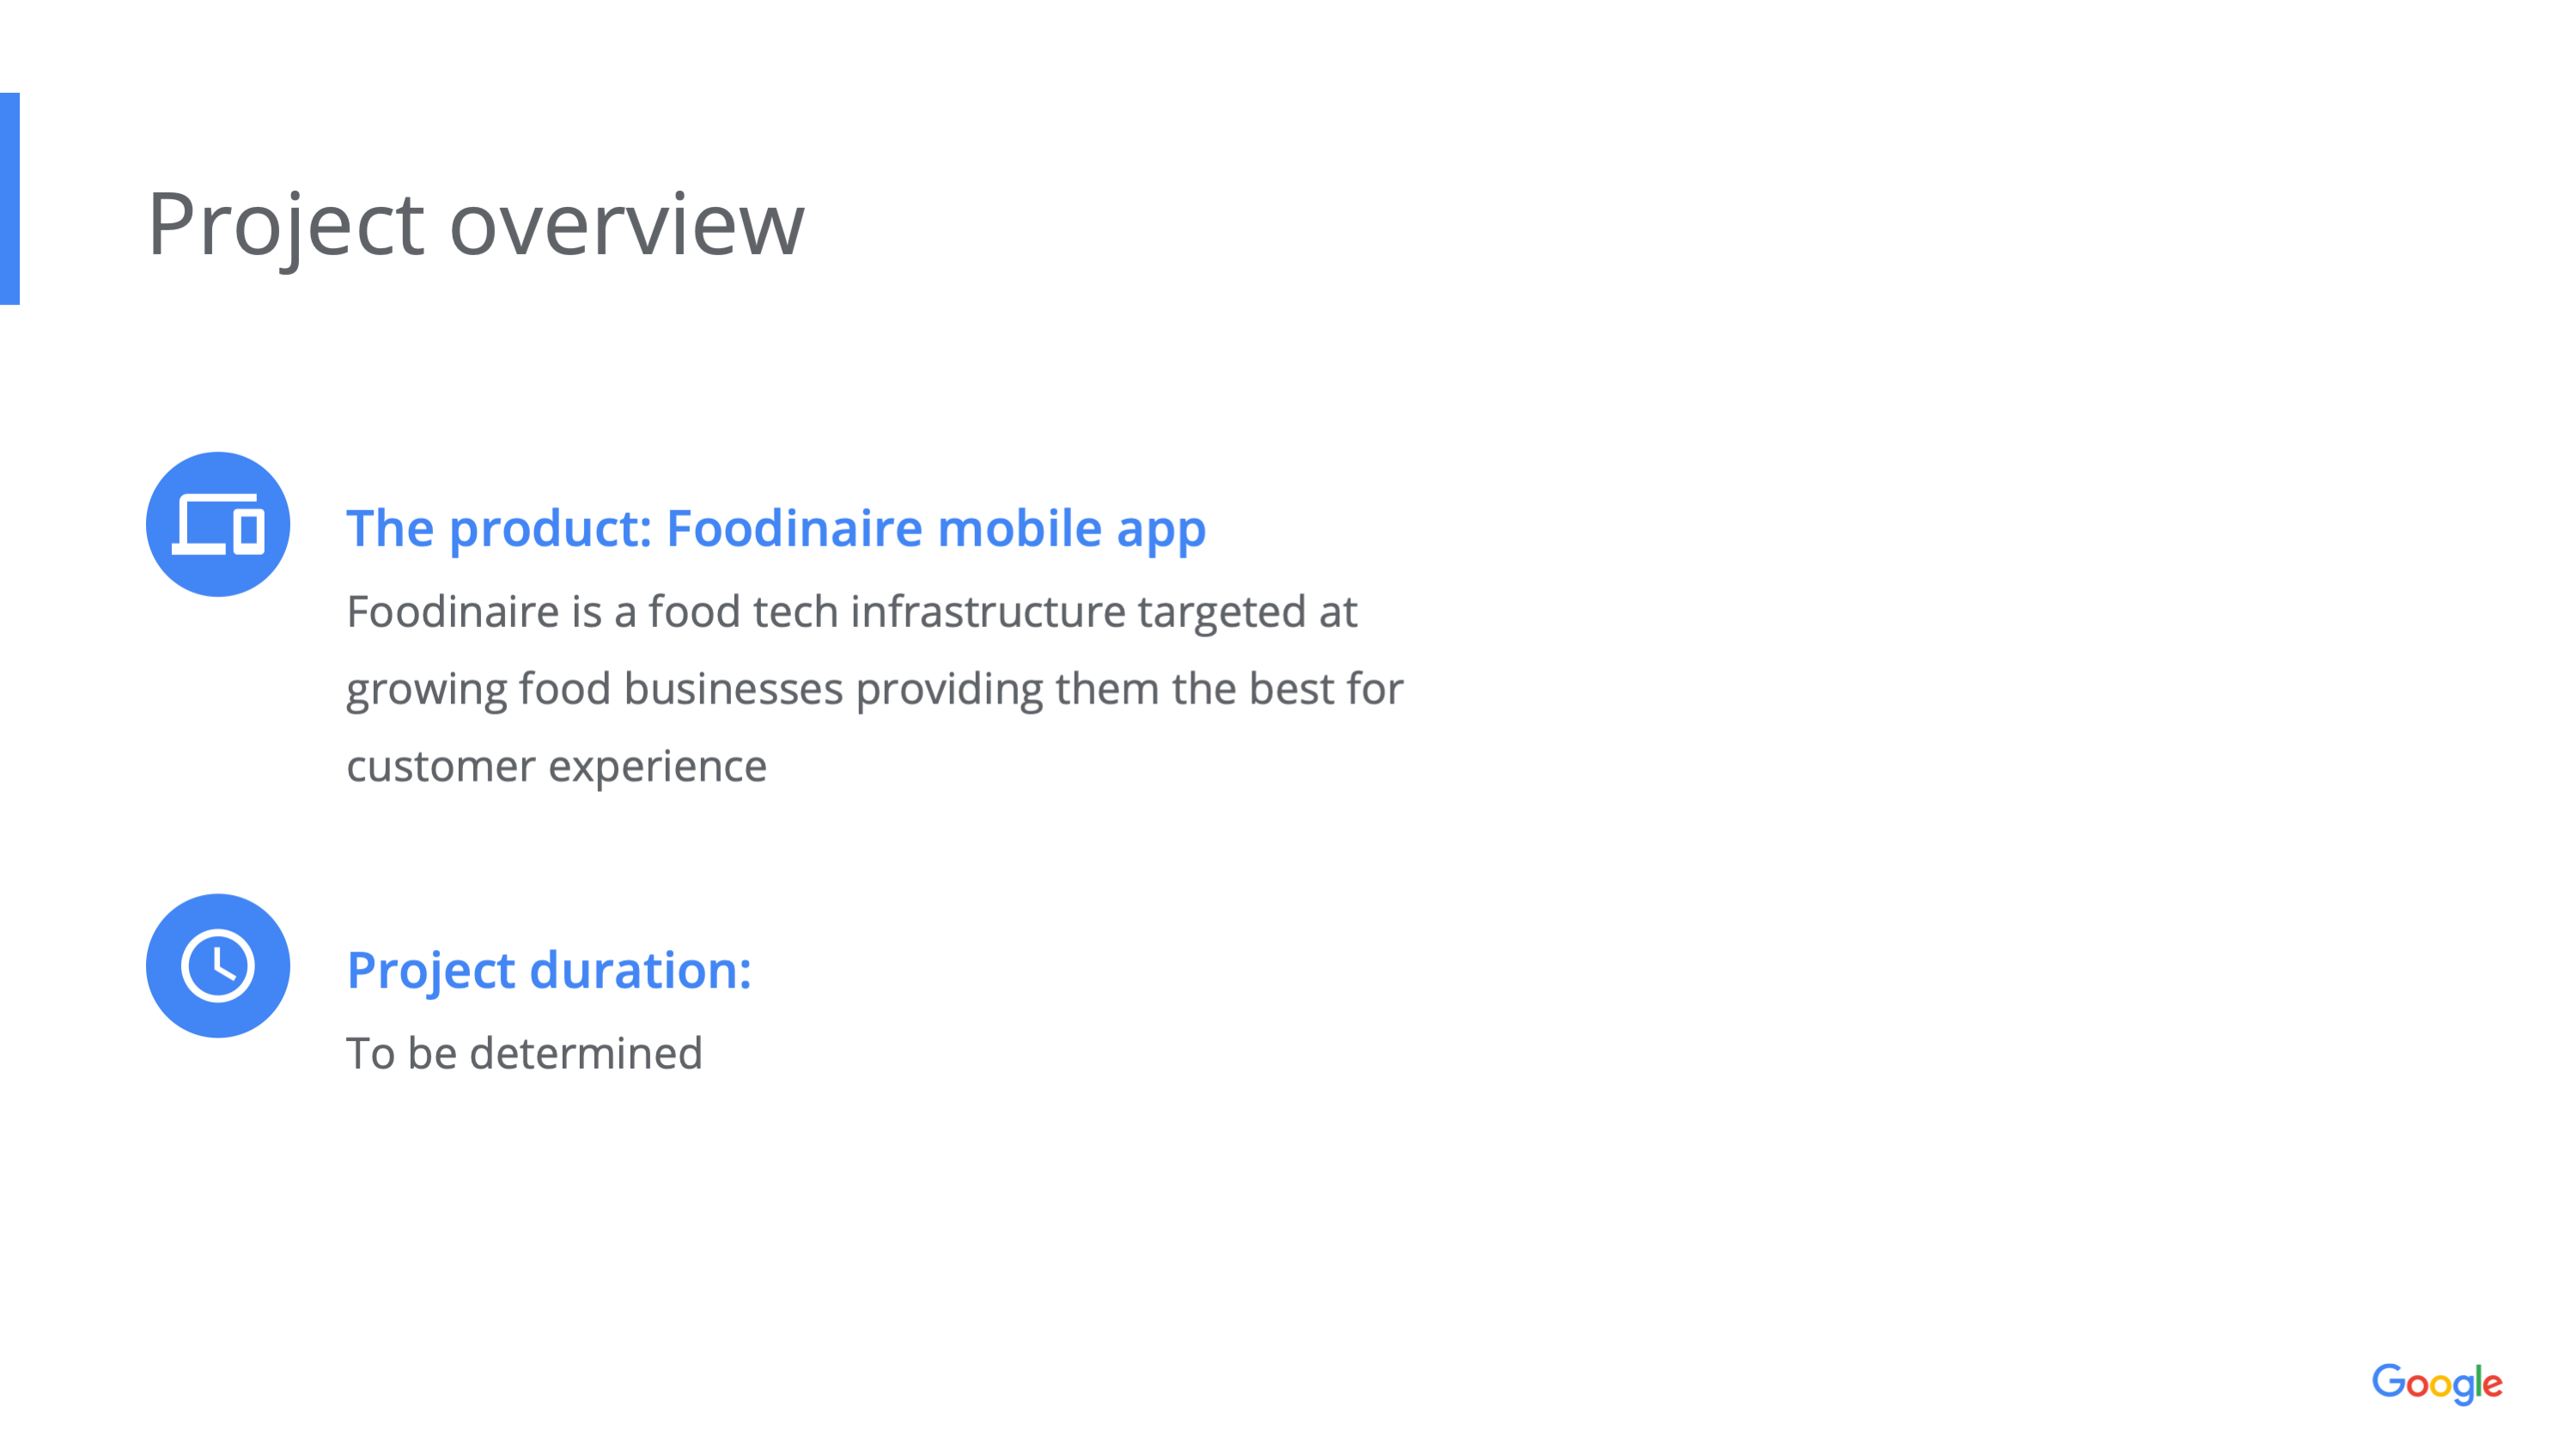 Project overview
The product: Foodinaire mobile app
Foodinaire is a food tech infrastructure targeted at
growing food businesses providing them the best for
customer experience
Project duration:
To be determined
Google